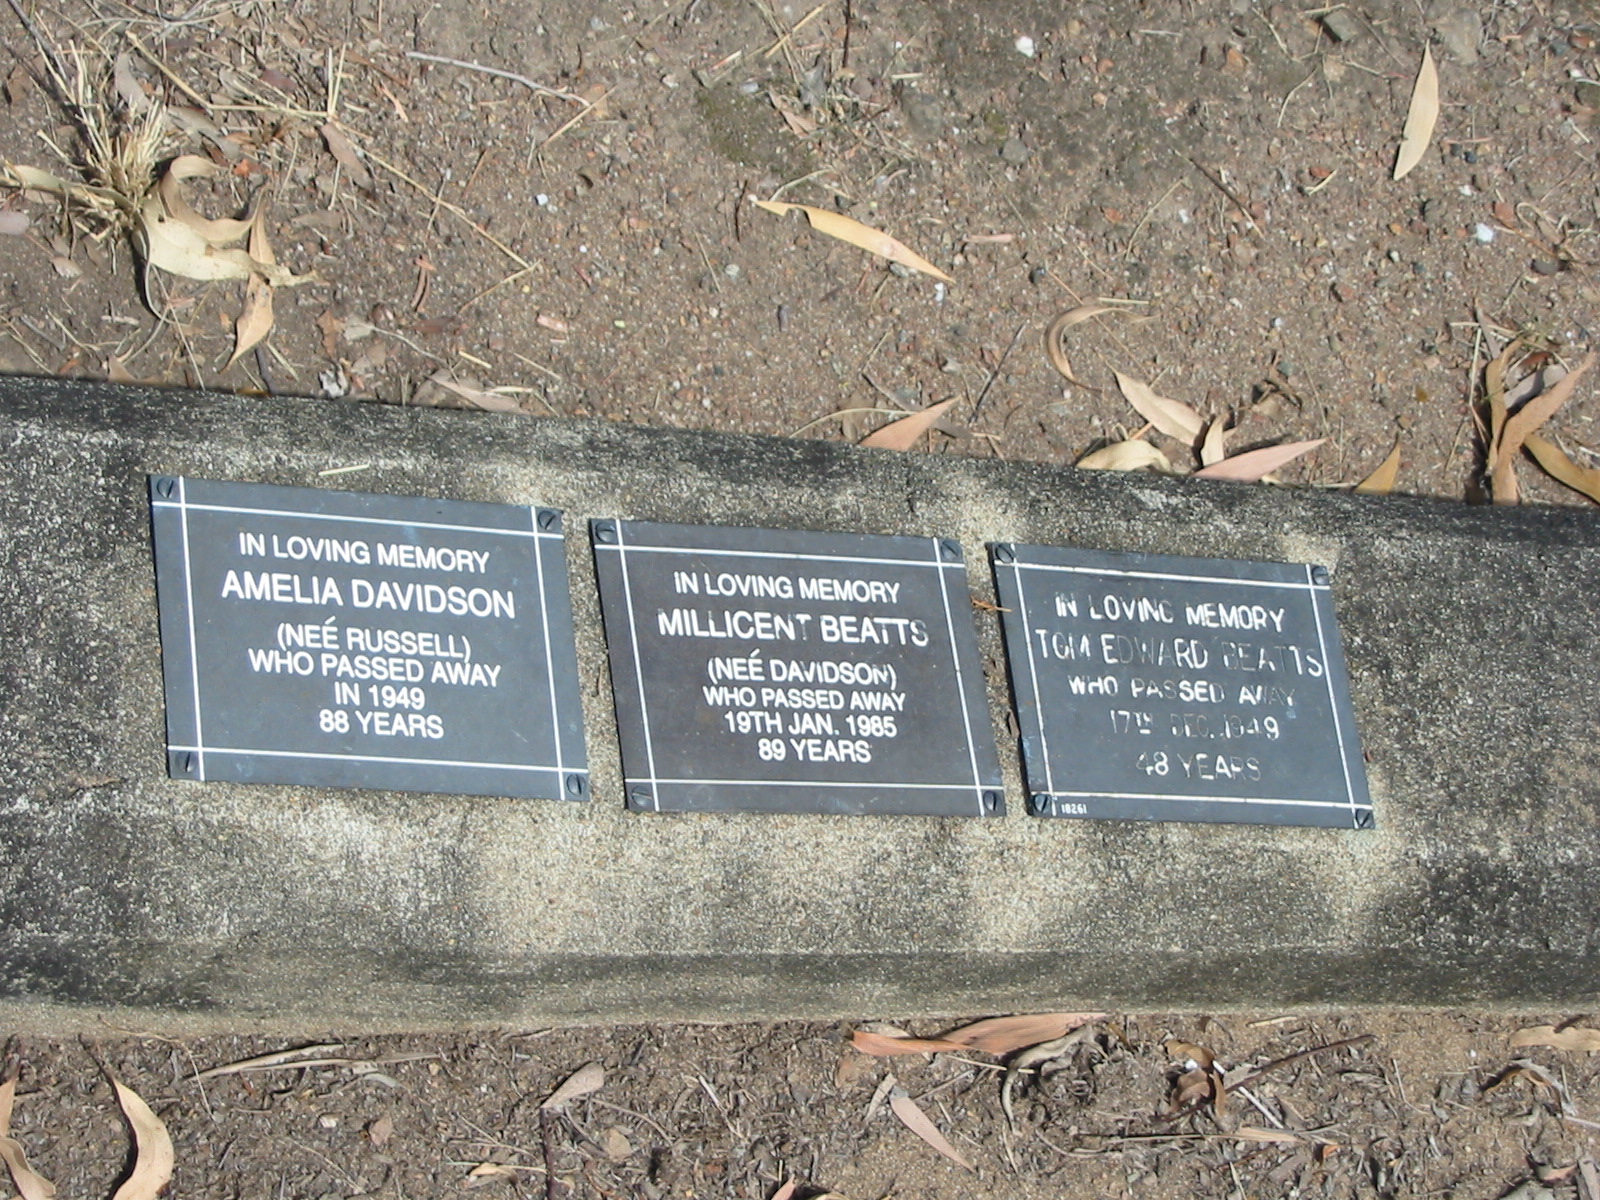 IN LOVING MEMORY
AMELIA DAVIDSON
(NEÉ RUSSELL)
WHO PASSED AWAY
IN 1949
88 YEARS
IN LOVING MEMORY
MILLICENT BEATTS
(NEÉ DAVIDSON)
WHO PASSED AWAY
19TH JAN. 1985
89 YEARS
IN LOVING MEMORY
TOM EDWARD BEATTS
WHO PASSED AWAY
17TH DEC. 1949
48 YEARS
18261